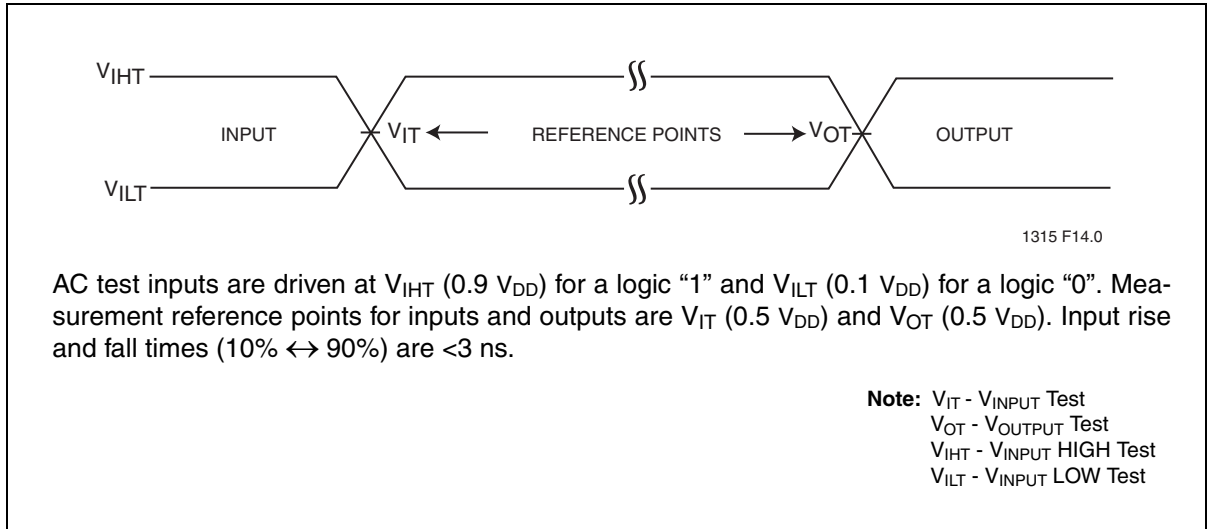 VIHT
INPUT VIT REFERENCE POINTS VOT OUTPUT
VILT
1315 F14.0
AC test inputs are driven at VIHT (0.9 VDD) for a logic “1” and VILT (0.1 VDD) for a logic “0”. Mea-
surement reference points for inputs and outputs are VIT (0.5 VDD) and VOT (0.5 VDD). Input rise
and fall times (10% ↔ 90%) are <3 ns.
Note: VIT - VINPUT Test
VOT - VOUTPUT Test
VIHT - VINPUT HIGH Test
VILT - VINPUT LOW Test